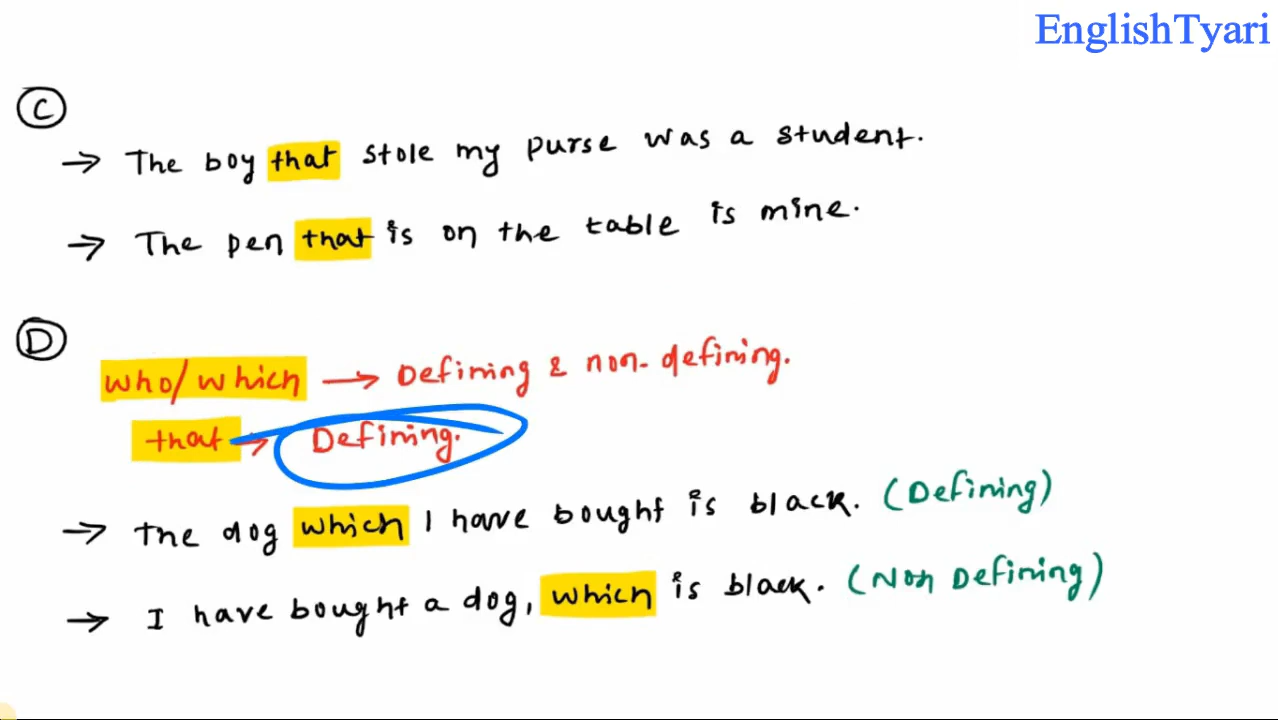 EnglishTyari
C
→ The boy that stole my purse was a student.
→ The pen that is on the table is mine.
D
who/which → Defining & non-defining.
that → Defining.
→ The dog which I have bought is black. (Defining)
→ I have bought a dog, which is black. (Non Defining)